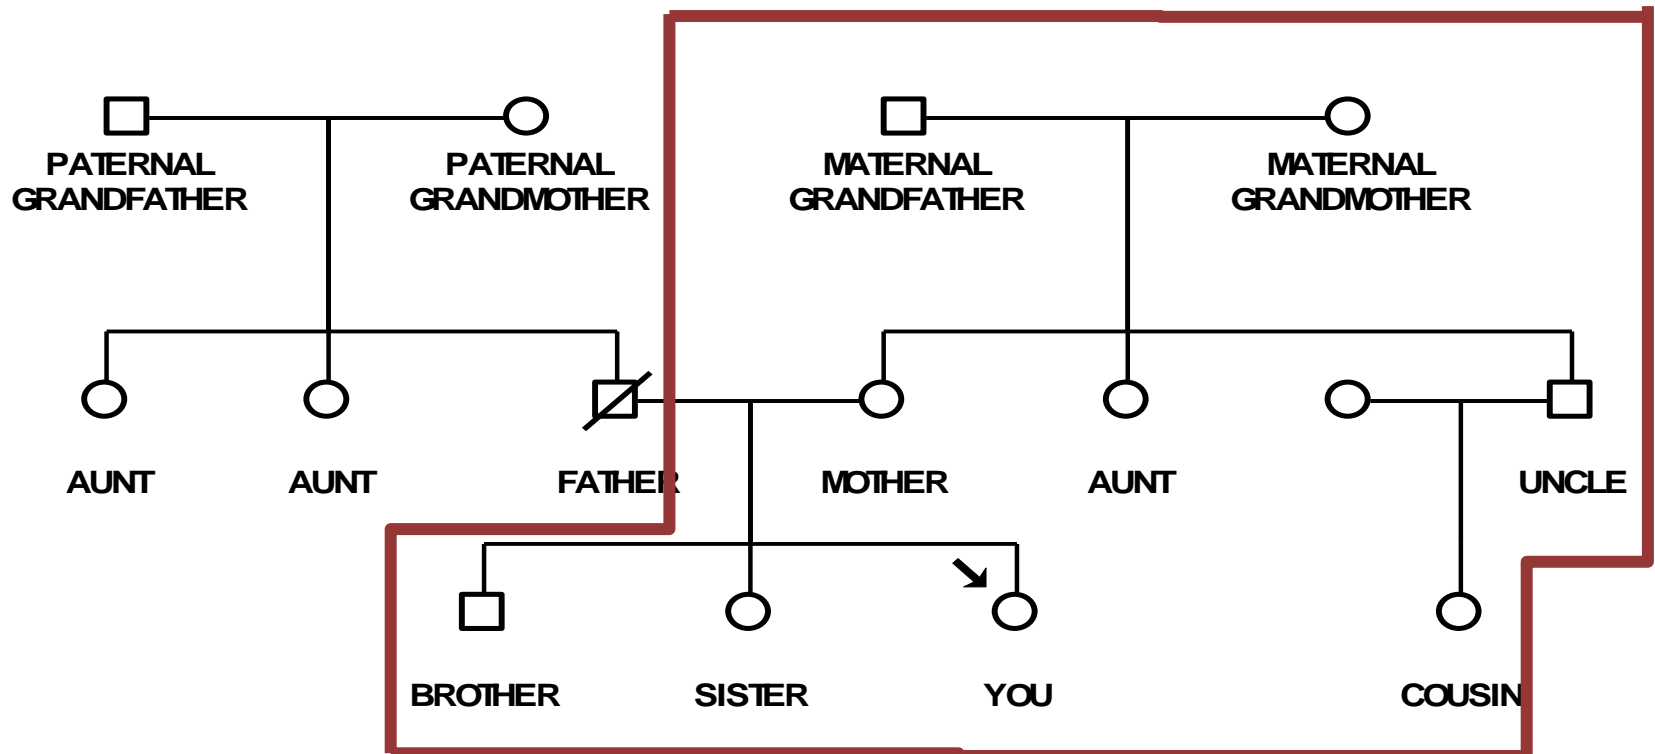 PATERNAL GRANDFATHER
PATERNAL GRANDMOTHER
MATERNAL GRANDFATHER
MATERNAL GRANDMOTHER
AUNT
AUNT
FATHER
MOTHER
AUNT
UNCLE
BROTHER
SISTER
YOU
COUSIN